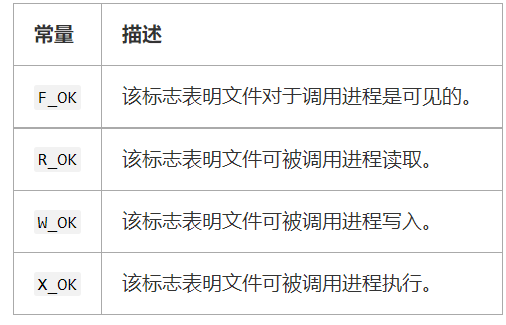 常量 描述
F_OK 该标志表明文件对于调用进程是可见的。
R_OK 该标志表明文件可被调用进程读取。
W_OK 该标志表明文件可被调用进程写入。
X_OK 该标志表明文件可被调用进程执行。